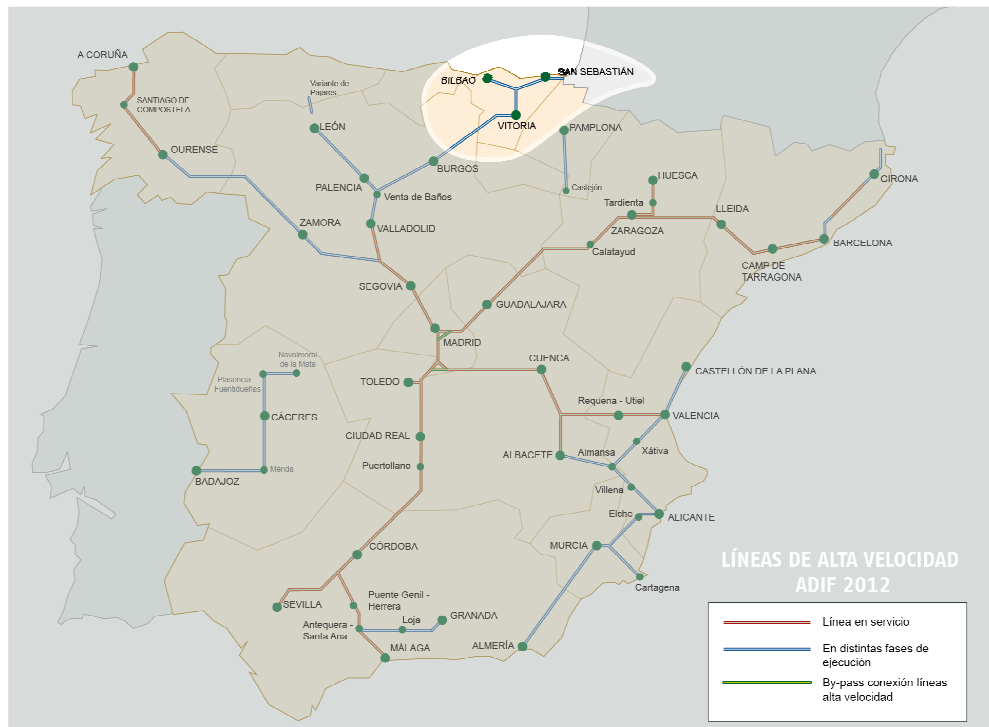 A CORUÑA
SANTIAGO DE
COMPOSTELA
OURENSE
Variante de
Pajares
LEÓN
PALENCIA
Venta de Baños
BURGOS
BILBAO
SAN SEBASTIÁN
VITORIA
PAMPLONA
Castejón
HUESCA
Tardienta
ZARAGOZA
LLEIDA
GIRONA
BARCELONA
CAMP DE
TARRAGONA
Calatayud
ZAMORA
VALLADOLID
SEGOVIA
GUADALAJARA
MADRID
CUENCA
TOLEDO
CASTELLÓN DE LA PLANA
Navalmoral
de la Mata
Plasencia
Fuentidueñas
CÁCERES
Mérida
BADAJOZ
CIUDAD REAL
Puertollano
Requena - Utiel
VALENCIA
ALBACETE
Almansa
Xátiva
Villena
Elche
ALICANTE
MURCIA
Cartagena
CÓRDOBA
SEVILLA
Puente Genil -
Herrera
Loja
GRANADA
Antequera -
Santa Ana
MÁLAGA
ALMERÍA
LÍNEAS DE ALTA VELOCIDAD
ADIF 2012
Línea en servicio
En distintas fases de
ejecución
By-pass conexión líneas
alta velocidad